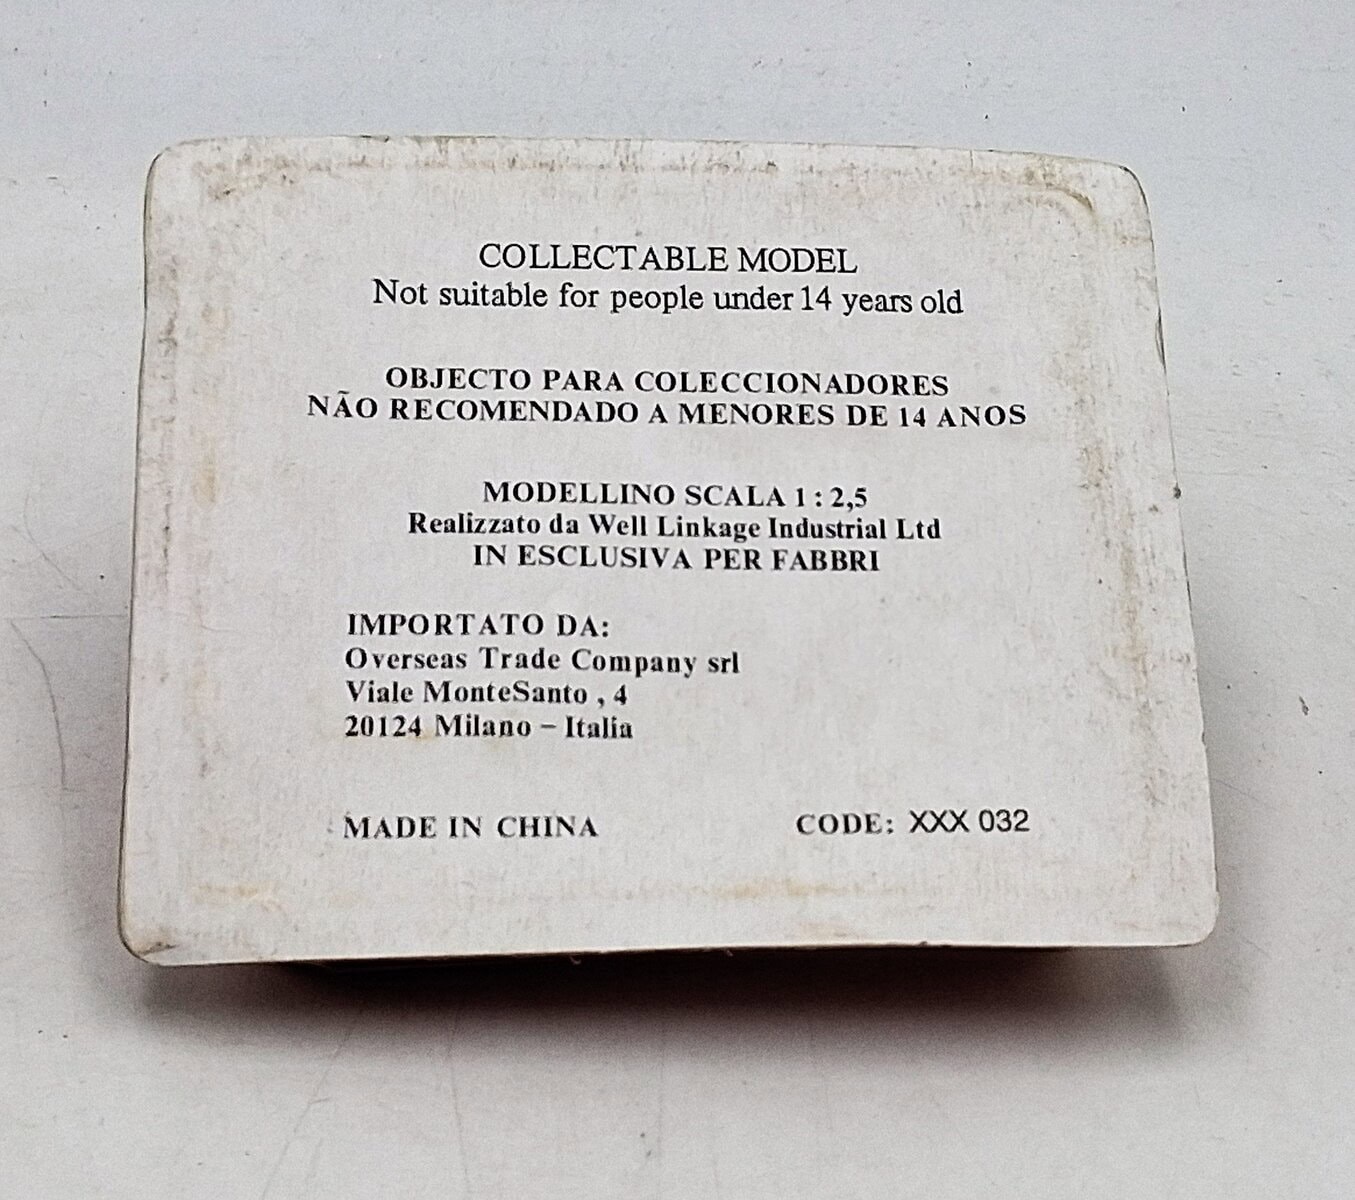 COLLECTABLE MODEL
Not suitable for people under 14 years old
OBJECTO PARA COLECCIONADORES
NÃO RECOMENDADO A MENORES DE 14 ANOS
MODELLINO SCALA 1 : 2,5
Realizzato da Well Linkage Industrial Ltd
IN ESCLUSIVA PER FABBRI
IMPORTATO DA:
Overseas Trade Company srl
Viale MonteSanto , 4
20124 Milano – Italia
MADE IN CHINA
CODE: XXX 032